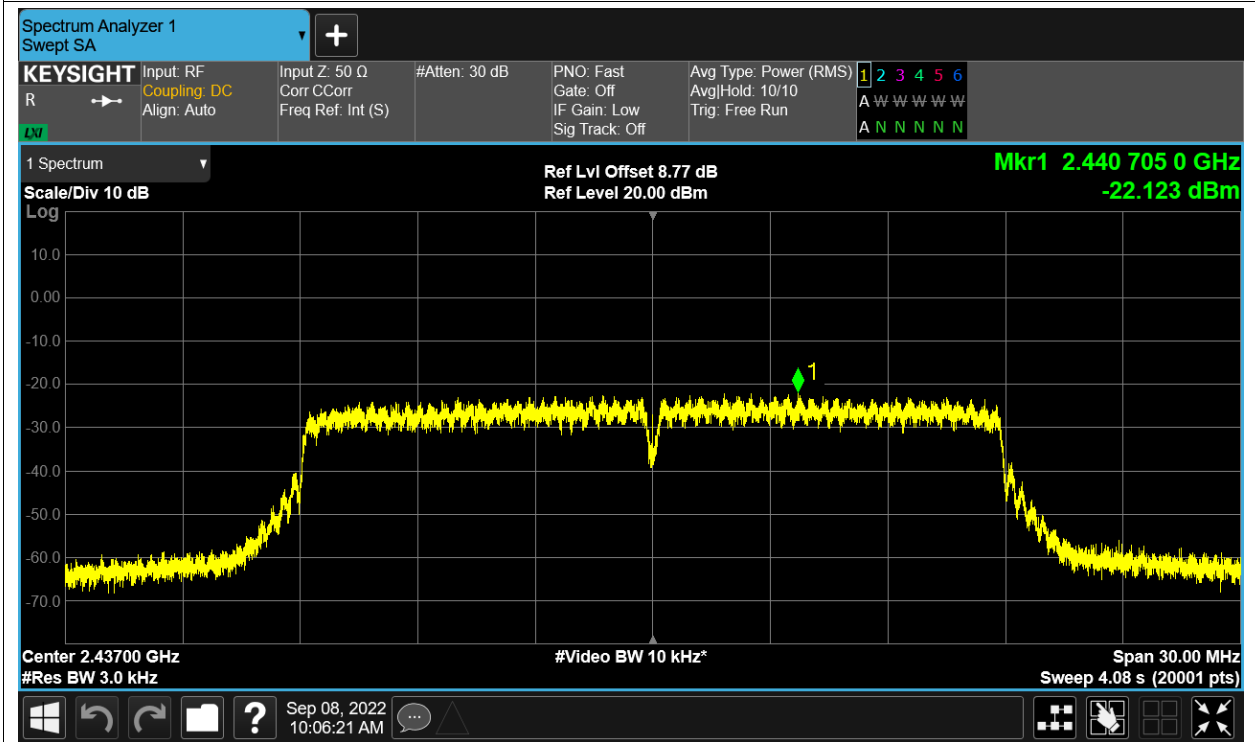 Spectrum Analyzer 1
Swept SA
+
KEYSIGHT
R
LXI
Input: RF
Coupling: DC
Align: Auto
Input Z: 50 Ω
Corr CCorr
Freq Ref: Int (S)
#Atten: 30 dB
PNO: Fast
Gate: Off
IF Gain: Low
Sig Track: Off
Avg Type: Power (RMS)
Avg|Hold: 10/10
Trig: Free Run
1 2 3 4 5 6
A W W W W W
A N N N N N
1 Spectrum
Scale/Div 10 dB
Ref Lvl Offset 8.77 dB
Ref Level 20.00 dBm
Mkr1 2.440 705 0 GHz
-22.123 dBm
Log
10.0
0.00
-10.0
-20.0
-30.0
-40.0
-50.0
-60.0
-70.0
1
Center 2.43700 GHz
#Res BW 3.0 kHz
#Video BW 10 kHz*
Span 30.00 MHz
Sweep 4.08 s (20001 pts)
?
Sep 08, 2022
10:06:21 AM